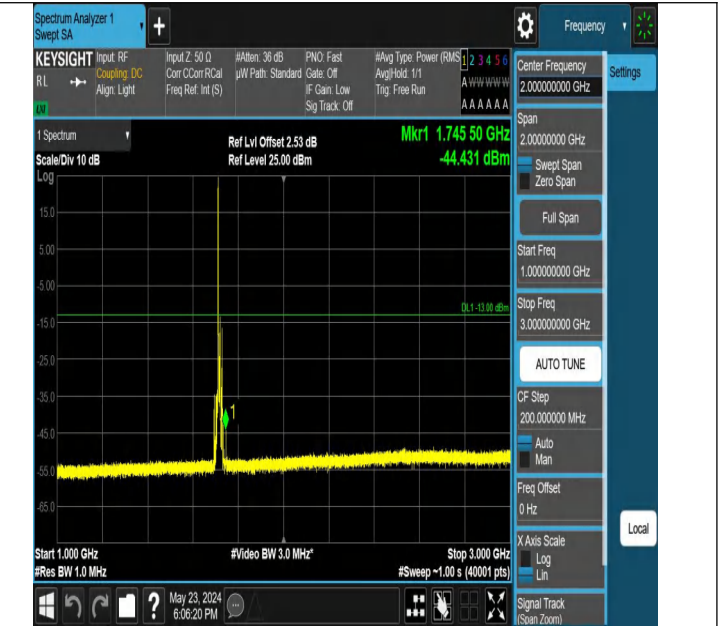 Spectrum Analyzer 1
Swept SA
+
Frequency
KEYSIGHT
RL
LXI
Input: RF
Coupling: DC
Align: Light
Input Z: 50 Ω
Corr CCorr RCal
Freq Ref: Int (S)
#Atten: 36 dB
µW Path: Standard
PNO: Fast
Gate: Off
IF Gain: Low
Sig Track: Off
#Avg Type: Power (RMS
Avg|Hold: 1/1
Trig: Free Run
1 2 3 4 5 6
A W W W W W
A A A A A A
1 Spectrum
Scale/Div 10 dB
Log
Ref Lvl Offset 2.53 dB
Ref Level 25.00 dBm
Mkr1 1.745 50 GHz
-44.431 dBm
15.0
5.00
-5.00
-15.0
-25.0
-35.0
-45.0
-55.0
-65.0
DL1 -13.00 dBm
1
Start 1.000 GHz
#Res BW 1.0 MHz
#Video BW 3.0 MHz*
Stop 3.000 GHz
#Sweep ~1.00 s (40001 pts)
?
May 23, 2024
6:06:20 PM
Center Frequency
2.000000000 GHz
Settings
Span
2.00000000 GHz
Swept Span
Zero Span
Full Span
Start Freq
1.000000000 GHz
Stop Freq
3.000000000 GHz
AUTO TUNE
CF Step
200.000000 MHz
Auto
Man
Freq Offset
0 Hz
X Axis Scale
Log
Lin
Local
Signal Track
(Span Zoom)